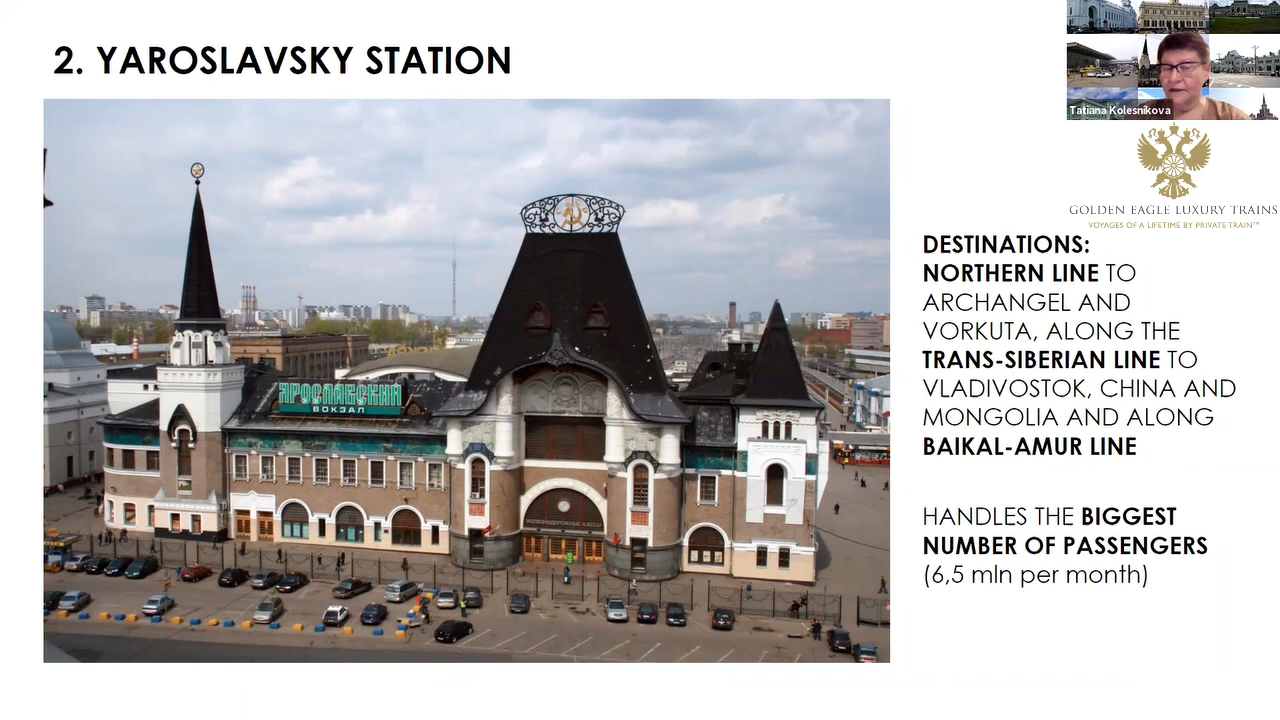 2. YAROSLAVSKY STATION
Tatiana Kolesnikova
GOLDEN EAGLE LUXURY TRAINS
VOYAGES OF A LIFETIME BY PRIVATE TRAIN™
DESTINATIONS:
NORTHERN LINE TO
ARCHANGEL AND
VORKUTA, ALONG THE
TRANS-SIBERIAN LINE TO
VLADIVOSTOK, CHINA AND
MONGOLIA AND ALONG
BAIKAL-AMUR LINE
HANDLES THE BIGGEST
NUMBER OF PASSENGERS
(6,5 mln per month)
ЯРОСЛАВСКИЙ
ВОКЗАЛ
ЖЕЛЕЗНОДОРОЖНЫЕ КАССЫ